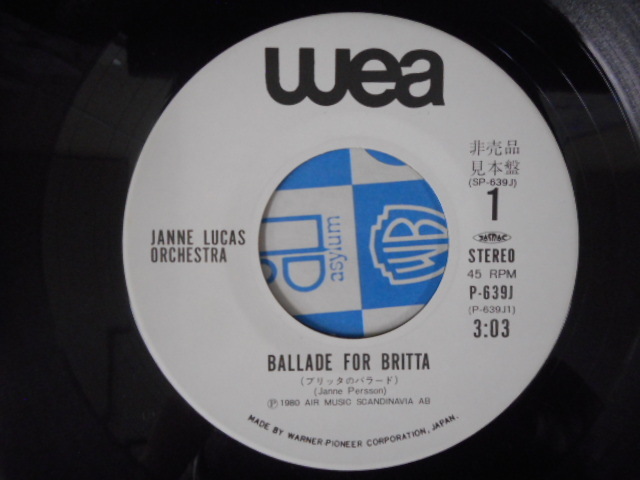 wea
非売品
見本盤
(SP-639J)
1
JASRAC
STEREO
45 RPM
P-639J
(P-639J1)
3:03
JANNE LUCAS
ORCHESTRA
asylum
WB
BALLADE FOR BRITTA
(ブリッタのバラード)
(Janne Persson)
Ⓟ 1980 AIR MUSIC SCANDINAVIA AB
MADE BY WARNER-PIONEER CORPORATION, JAPAN.